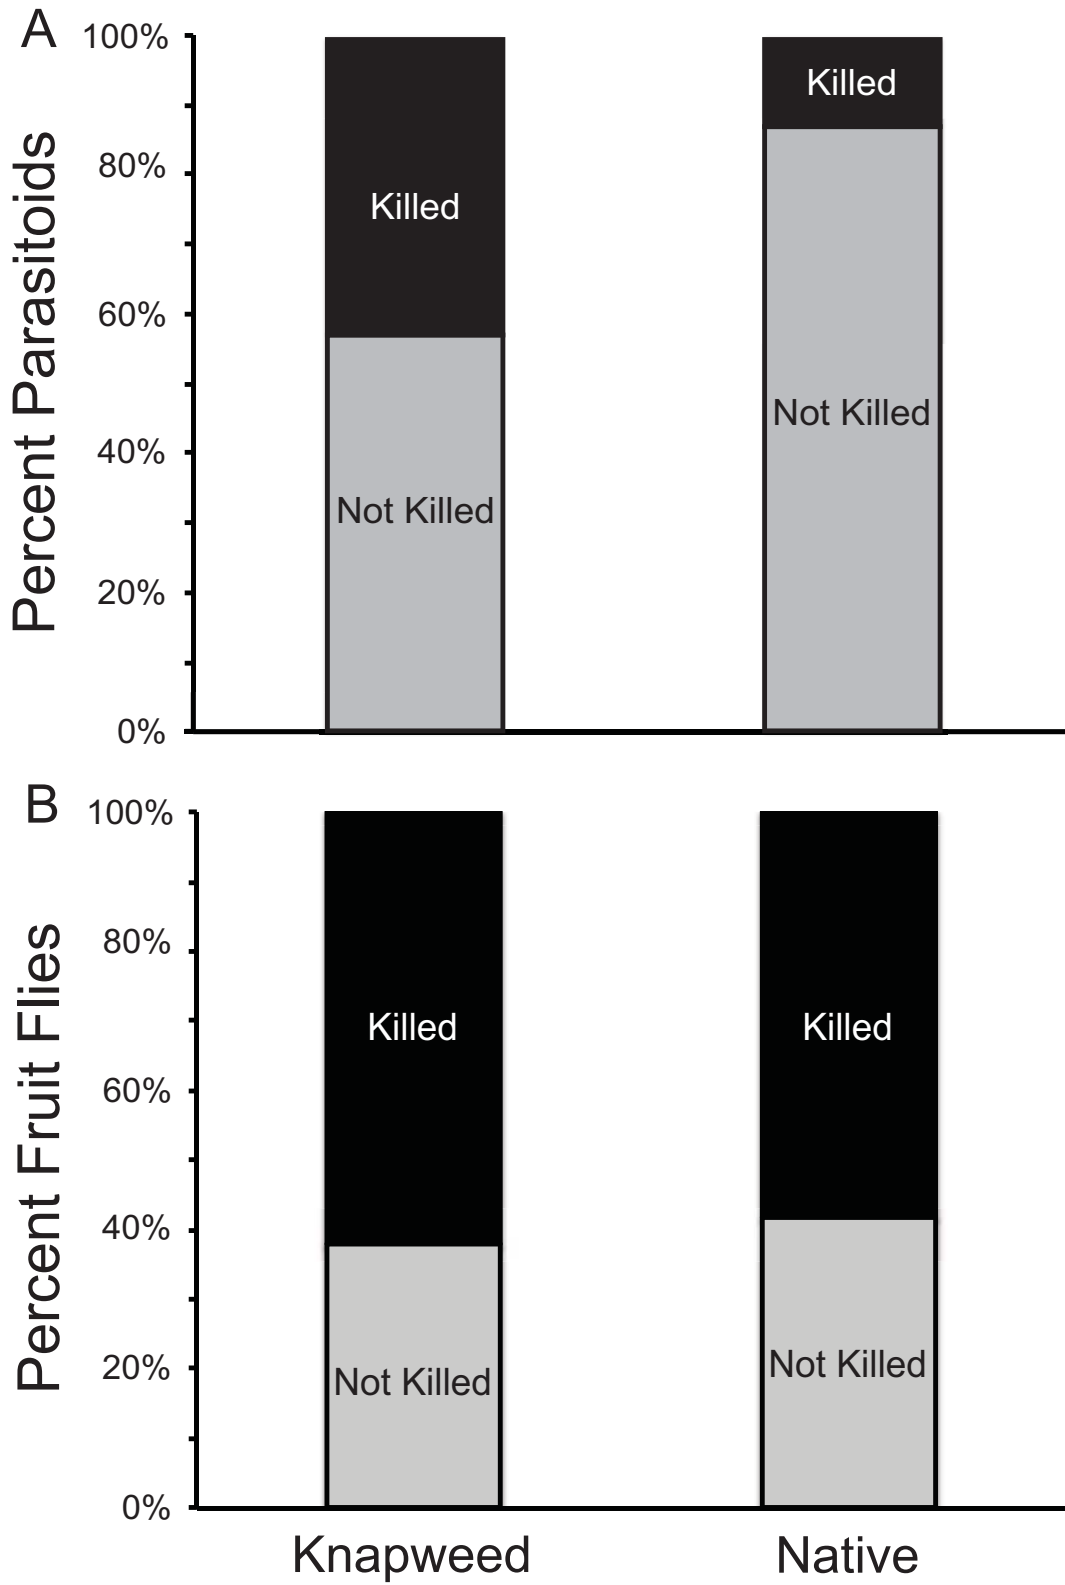 A
100%
80%
60%
40%
20%
0%
Percent Parasitoids
Killed
Not Killed
Killed
Not Killed
B
100%
80%
60%
40%
20%
0%
Percent Fruit Flies
Killed
Not Killed
Killed
Not Killed
Knapweed
Native